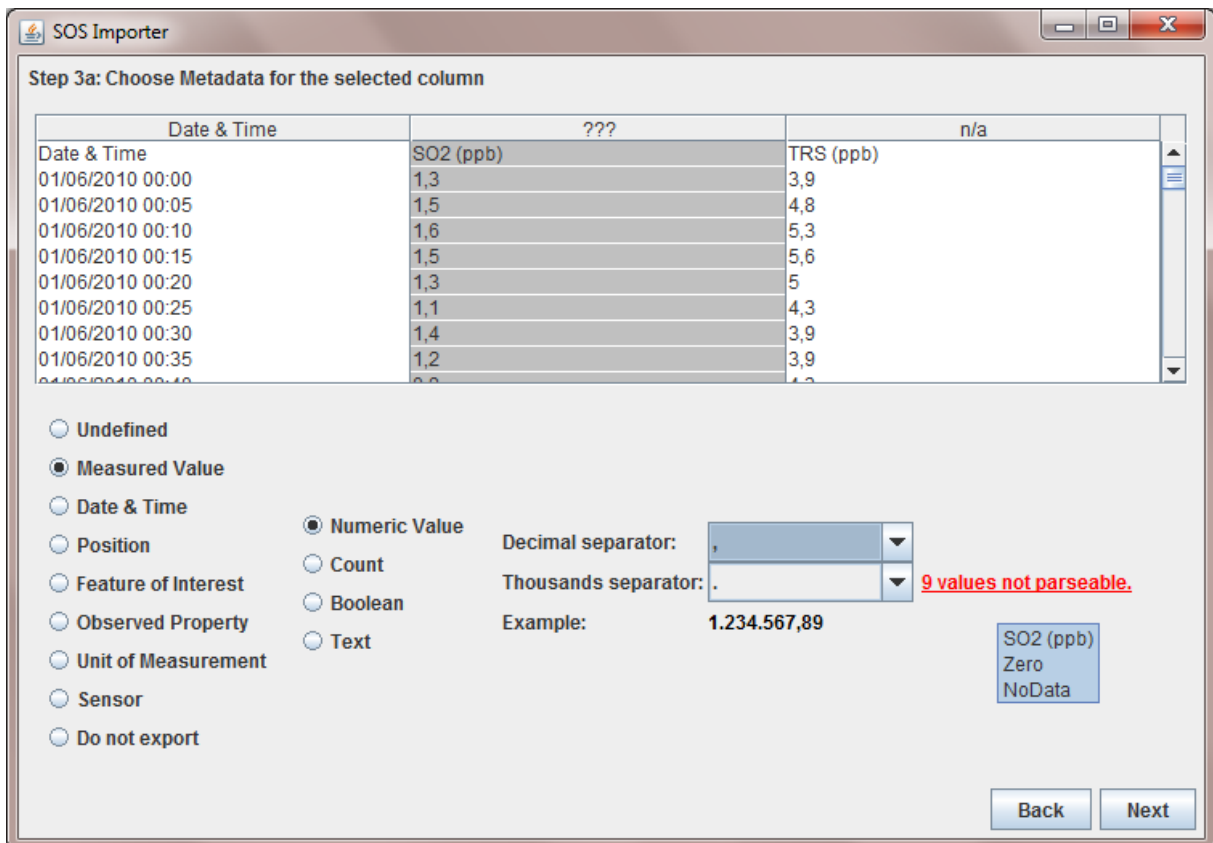 SOS Importer
Step 3a: Choose Metadata for the selected column
Date & Time ??? n/a
Date & Time SO2 (ppb) TRS (ppb)
01/06/2010 00:00 1,3 3,9
01/06/2010 00:05 1,5 4,8
01/06/2010 00:10 1,6 5,3
01/06/2010 00:15 1,5 5,6
01/06/2010 00:20 1,3 5
01/06/2010 00:25 1,1 4,3
01/06/2010 00:30 1,4 3,9
01/06/2010 00:35 1,2 3,9
Undefined
Measured Value
Date & Time
Position
Feature of Interest
Observed Property
Unit of Measurement
Sensor
Do not export
Numeric Value
Count
Boolean
Text
Decimal separator: ,
Thousands separator: . 9 values not parseable.
Example: 1.234.567,89
SO2 (ppb)
Zero
NoData
Back Next